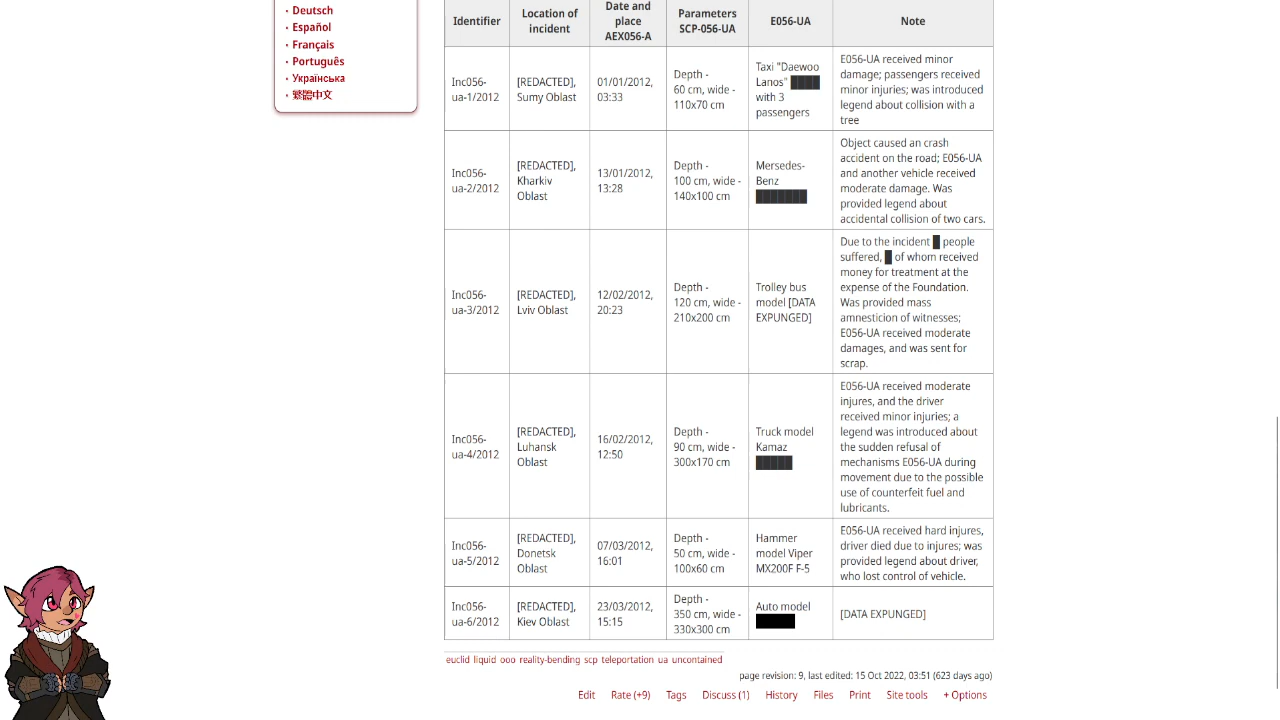 Deutsch
Español
Français
Português
Українська
繁體中文
Identifier
Location of
incident
Date and
place
AEX056-A
Parameters
SCP-056-UA
E056-UA
Note
Inc056-
ua-1/2012
[REDACTED],
Sumy Oblast
01/01/2012,
03:33
Depth -
60 cm, wide -
110x70 cm
Taxi "Daewoo
Lanos" ████
with 3
passengers
E056-UA received minor
damage; passengers received
minor injuries; was introduced
legend about collision with a
tree
Inc056-
ua-2/2012
[REDACTED],
Kharkiv
Oblast
13/01/2012,
13:28
Depth -
100 cm, wide -
140x100 cm
Mersedes-
Benz
███████
Object caused an crash
accident on the road; E056-UA
and another vehicle received
moderate damage. Was
provided legend about
accidental collision of two cars.
Inc056-
ua-3/2012
[REDACTED],
Lviv Oblast
12/02/2012,
20:23
Depth -
120 cm, wide -
210x200 cm
Trolley bus
model [DATA
EXPUNGED]
Due to the incident █ people
suffered, █ of whom received
money for treatment at the
expense of the Foundation.
Was provided mass
amnesticion of witnesses;
E056-UA received moderate
damages, and was sent for
scrap.
Inc056-
ua-4/2012
[REDACTED],
Luhansk
Oblast
16/02/2012,
12:50
Depth -
90 cm, wide -
300x170 cm
Truck model
Kamaz
█████
E056-UA received moderate
injures, and the driver
received minor injuries; a
legend was introduced about
the sudden refusal of
mechanisms E056-UA during
movement due to the possible
use of counterfeit fuel and
lubricants.
Inc056-
ua-5/2012
[REDACTED],
Donetsk
Oblast
07/03/2012,
16:01
Depth -
50 cm, wide -
100x60 cm
Hammer
model Viper
MX200F F-5
E056-UA received hard injures,
driver died due to injures; was
provided legend about driver,
who lost control of vehicle.
Inc056-
ua-6/2012
[REDACTED],
Kiev Oblast
23/03/2012,
15:15
Depth -
350 cm, wide -
330x300 cm
Auto model
█████
[DATA EXPUNGED]
euclid liquid ooo reality-bending scp teleportation ua uncontained
page revision: 9, last edited: 15 Oct 2022, 03:51 (623 days ago)
Edit Rate (+9) Tags Discuss (1) History Files Print Site tools + Options